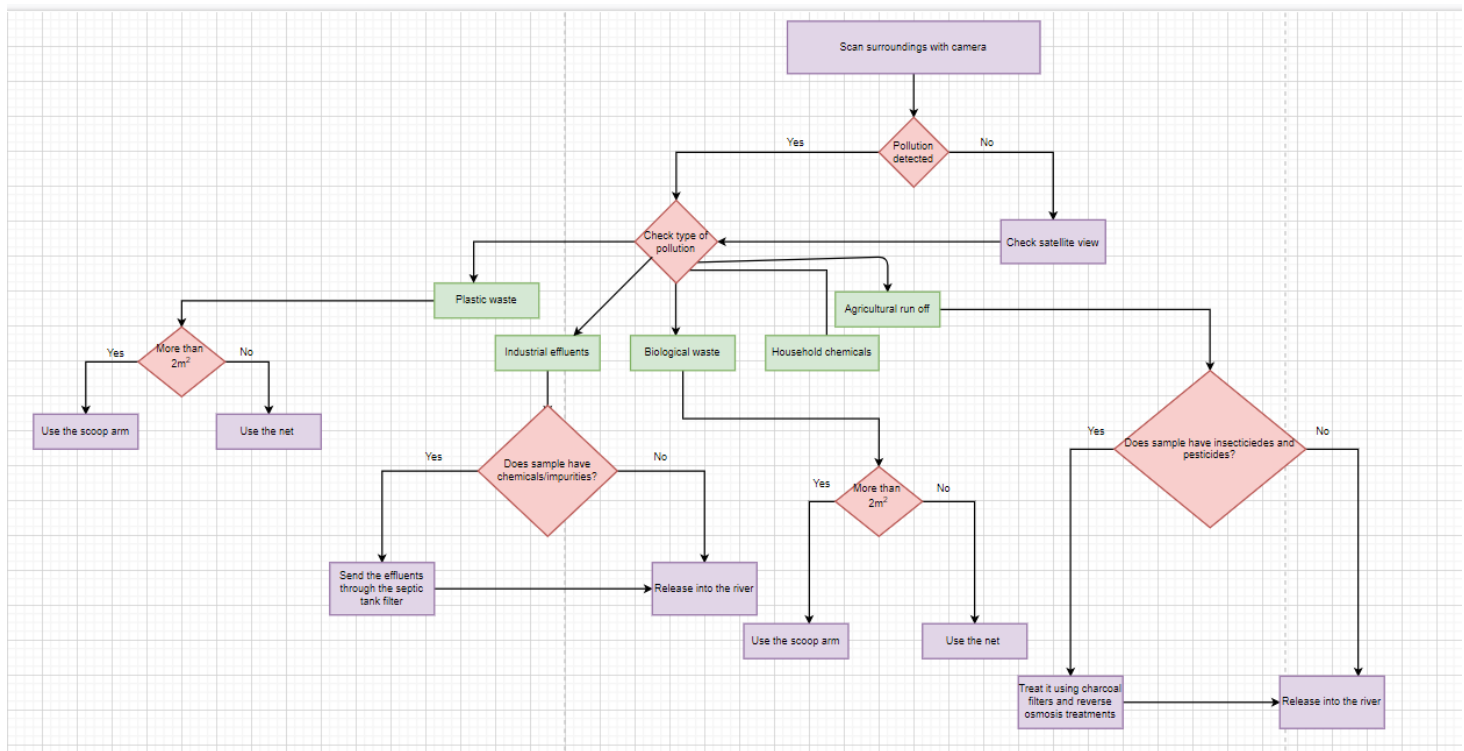 Scan surroundings with camera
Yes
Pollution
detected
No
Check type of
pollution
Check satellite view
Plastic waste
Agricultural run off
Yes
More than
2m²
No
Industrial effluents
Biological waste
Household chemicals
Use the scoop arm
Use the net
Yes
Does sample have
chemicals/impurities?
No
Yes
More than
2m²
No
Yes
Does sample have insecticiedes and
pesticides?
No
Send the effluents
through the septic
tank filter
Release into the river
Use the scoop arm
Use the net
Treat it using charcoal
filters and reverse
osmosis treatments
Release into the river